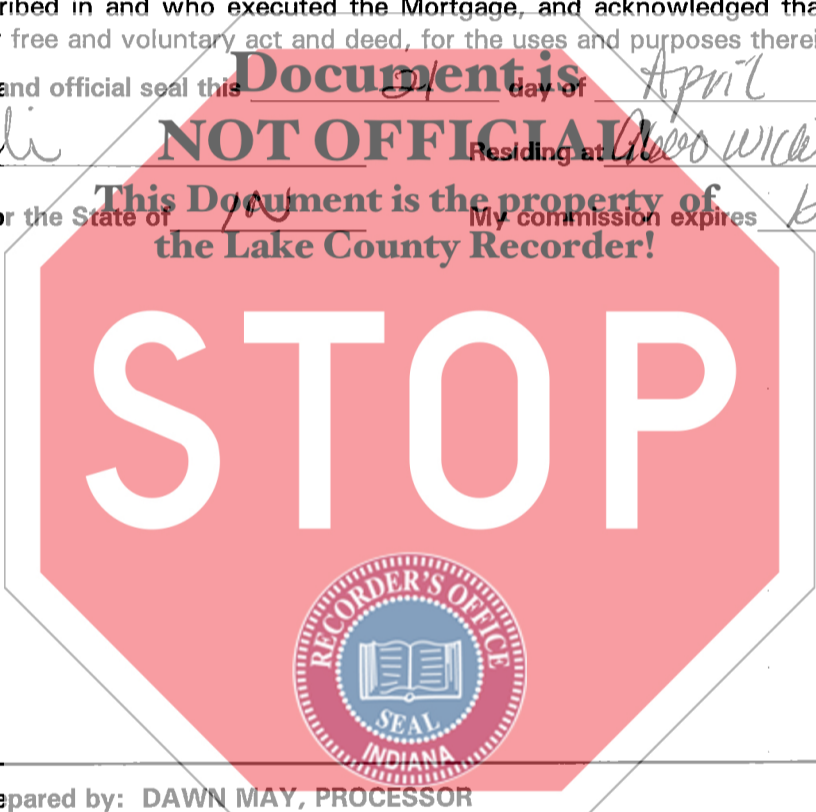 ribed in and who executed the Mortgage, and acknowledged tha
free and voluntary act and deed, for the uses and purposes therei
Document is
and official seal this 21 day of April
NOT OFFICIAL!
Residing at
This Document is the property of
or the State of IN My commission expires
the Lake County Recorder!
STOP
RECORDER'S OFFICE
SEAL
INDIANA
epared by: DAWN MAY, PROCESSOR